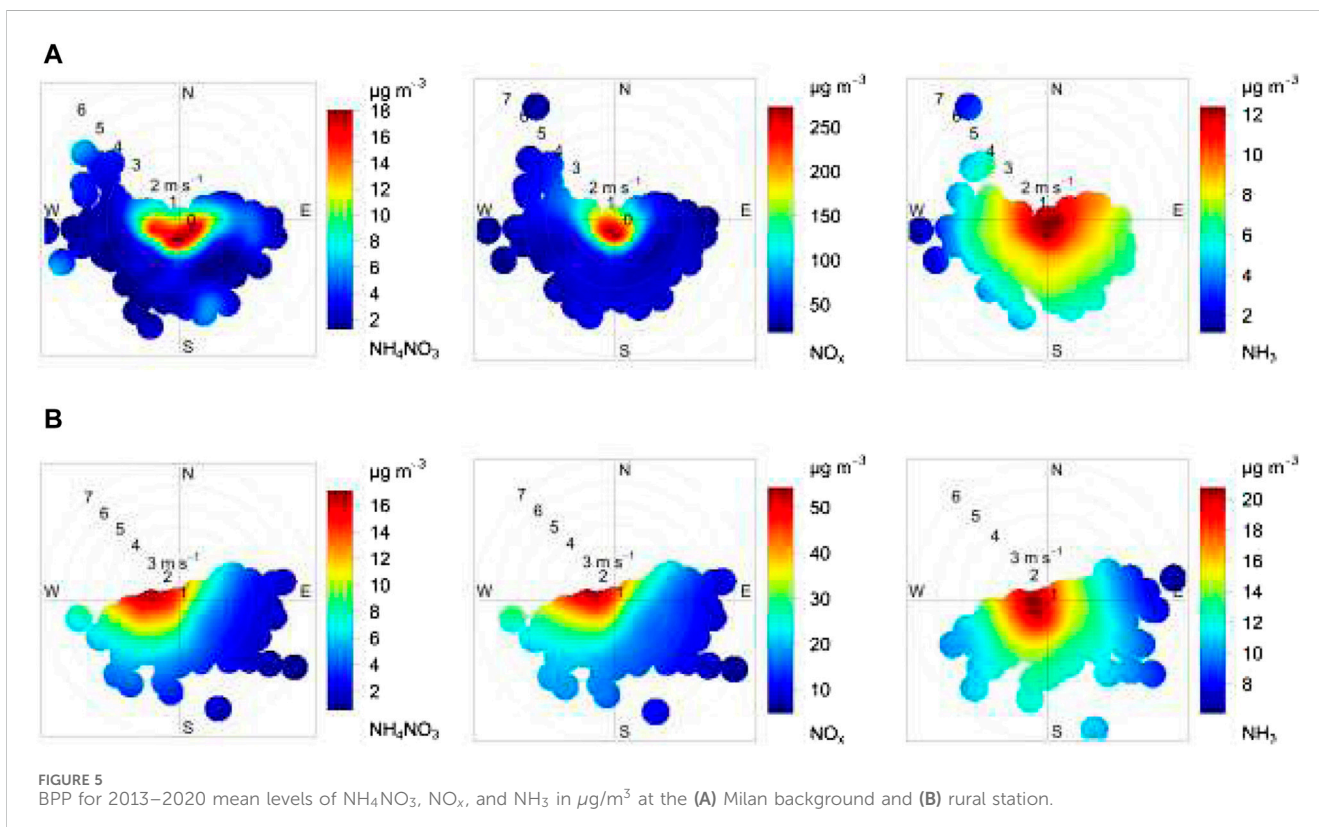 A
μg m⁻³
N
6
5
4
3
2 m s⁻¹
1
0
W
E
S
18
16
14
12
10
8
6
4
2
NH₄NO₃
μg m⁻³
N
7
6
5
4
3
2 m s⁻¹
1
0
W
E
S
250
200
150
100
50
NOₓ
μg m⁻³
N
7
6
5
4
3
2 m s⁻¹
1
0
W
E
S
12
10
8
6
4
2
NH₃
B
μg m⁻³
N
7
6
5
4
3 m s⁻¹
2
1
W
E
S
16
14
12
10
8
6
4
2
NH₄NO₃
μg m⁻³
N
7
6
5
4
3 m s⁻¹
2
1
W
E
S
50
40
30
20
10
NOₓ
μg m⁻³
N
6
5
4
3 m s⁻¹
2
1
W
E
S
20
18
16
14
12
10
8
NH₃
FIGURE 5
BPP for 2013–2020 mean levels of NH₄NO₃, NOₓ, and NH₃ in μg/m³ at the (A) Milan background and (B) rural station.